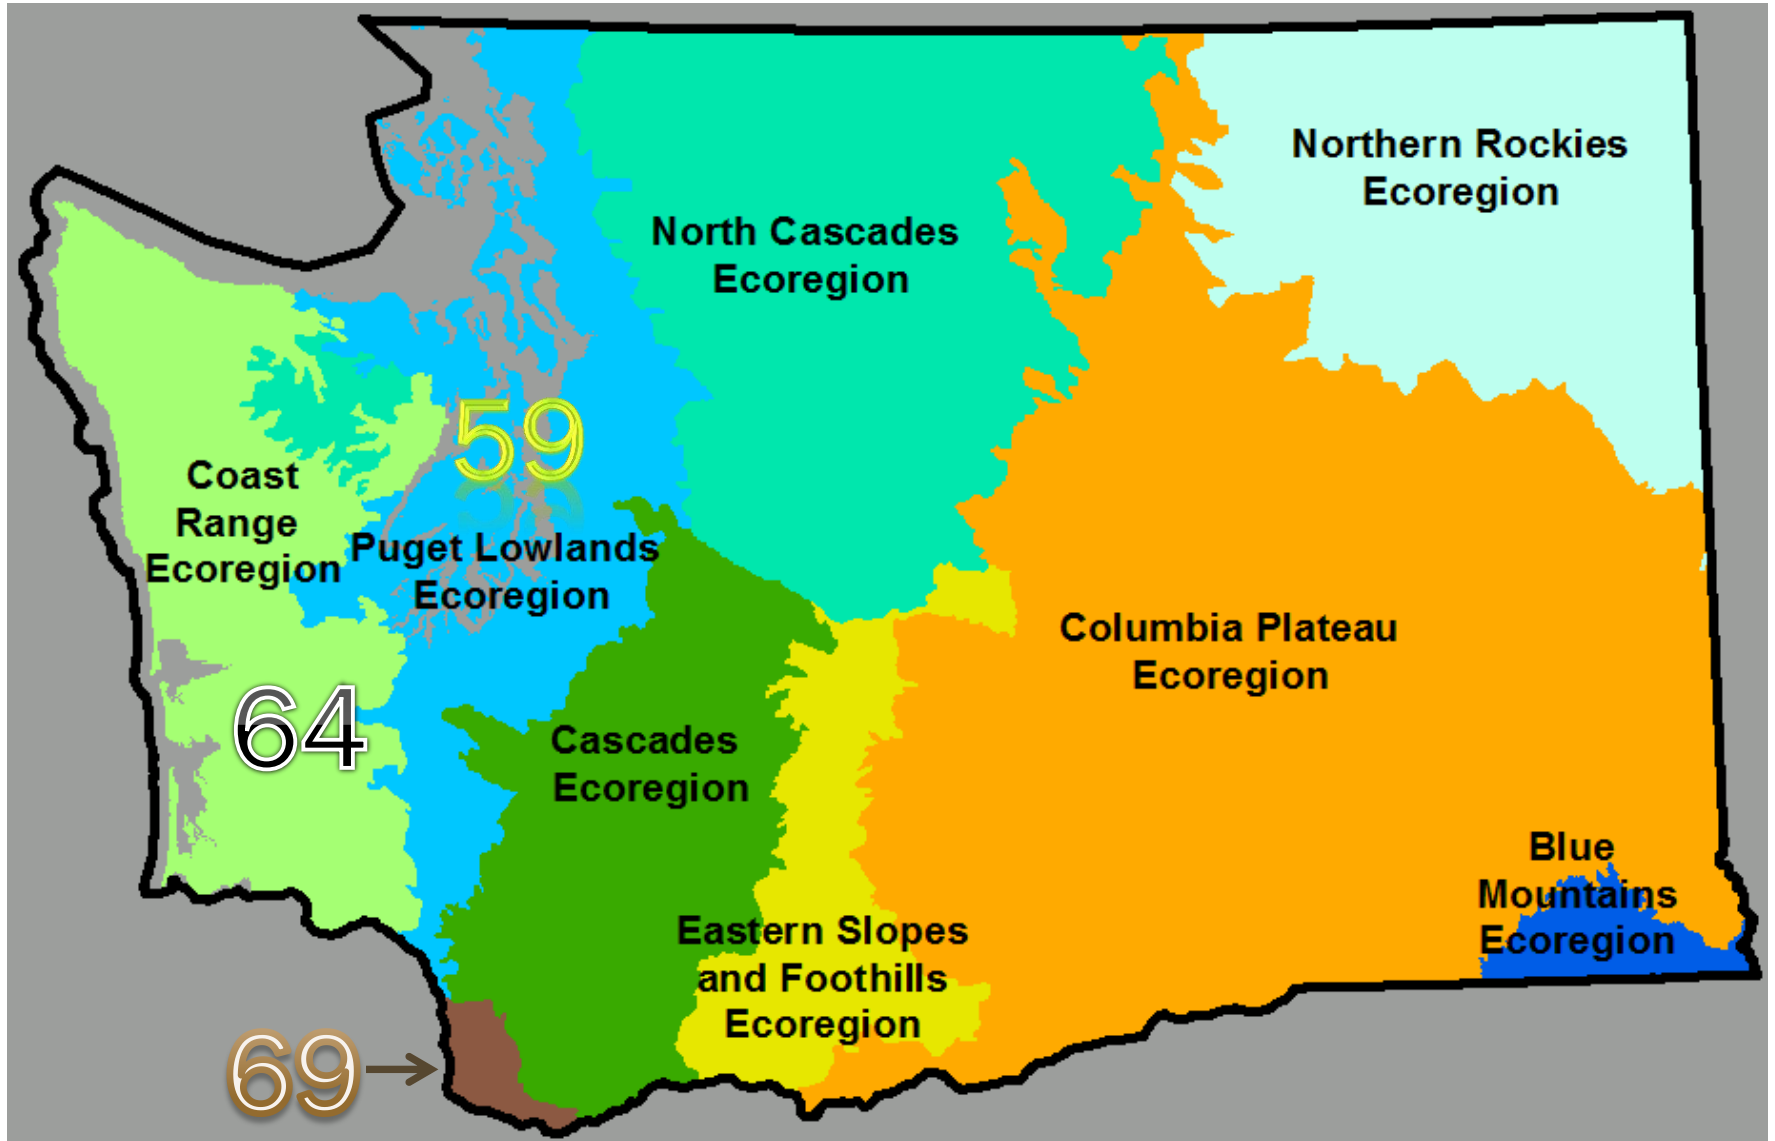 Northern Rockies
Ecoregion
North Cascades
Ecoregion
59
Coast
Range
Ecoregion
Puget Lowlands
Ecoregion
Columbia Plateau
Ecoregion
64
Cascades
Ecoregion
Blue
Mountains
Ecoregion
Eastern Slopes
and Foothills
Ecoregion
69